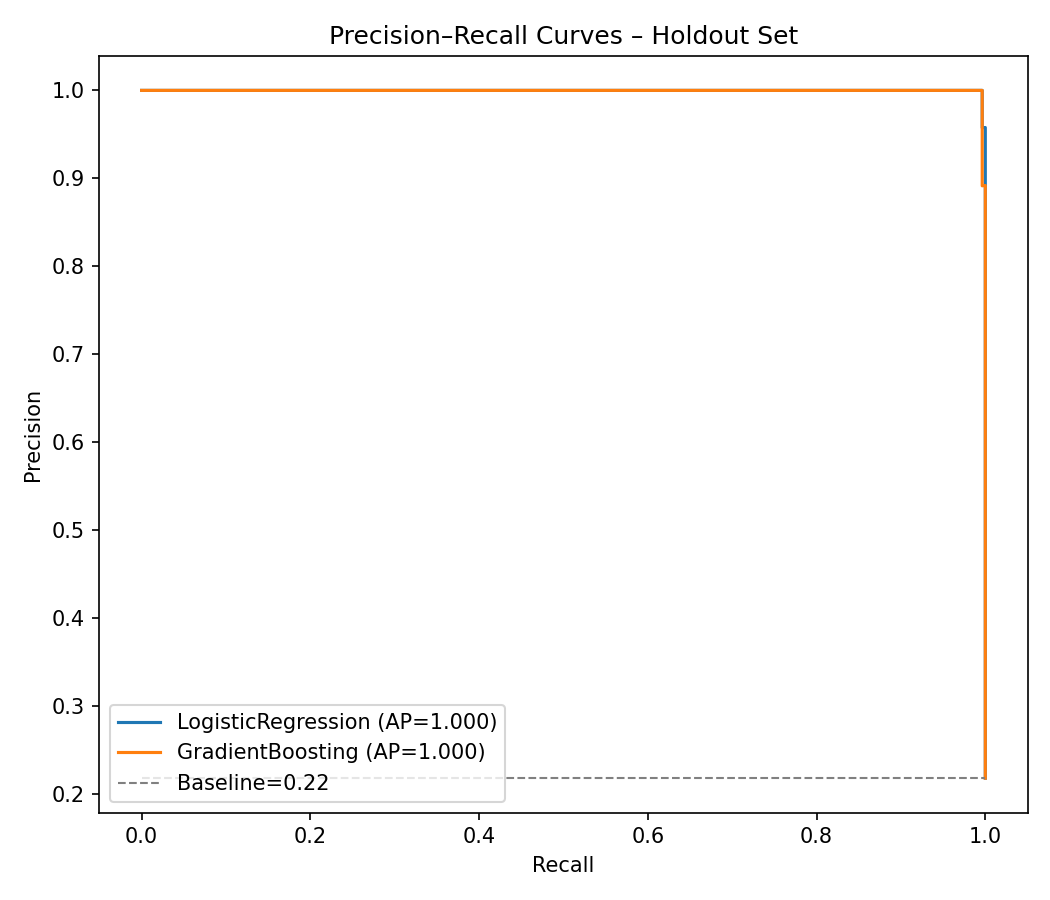 Precision–Recall Curves – Holdout Set
Precision
1.0
0.9
0.8
0.7
0.6
0.5
0.4
0.3
0.2
LogisticRegression (AP=1.000)
GradientBoosting (AP=1.000)
Baseline=0.22
0.0 0.2 0.4 0.6 0.8 1.0
Recall